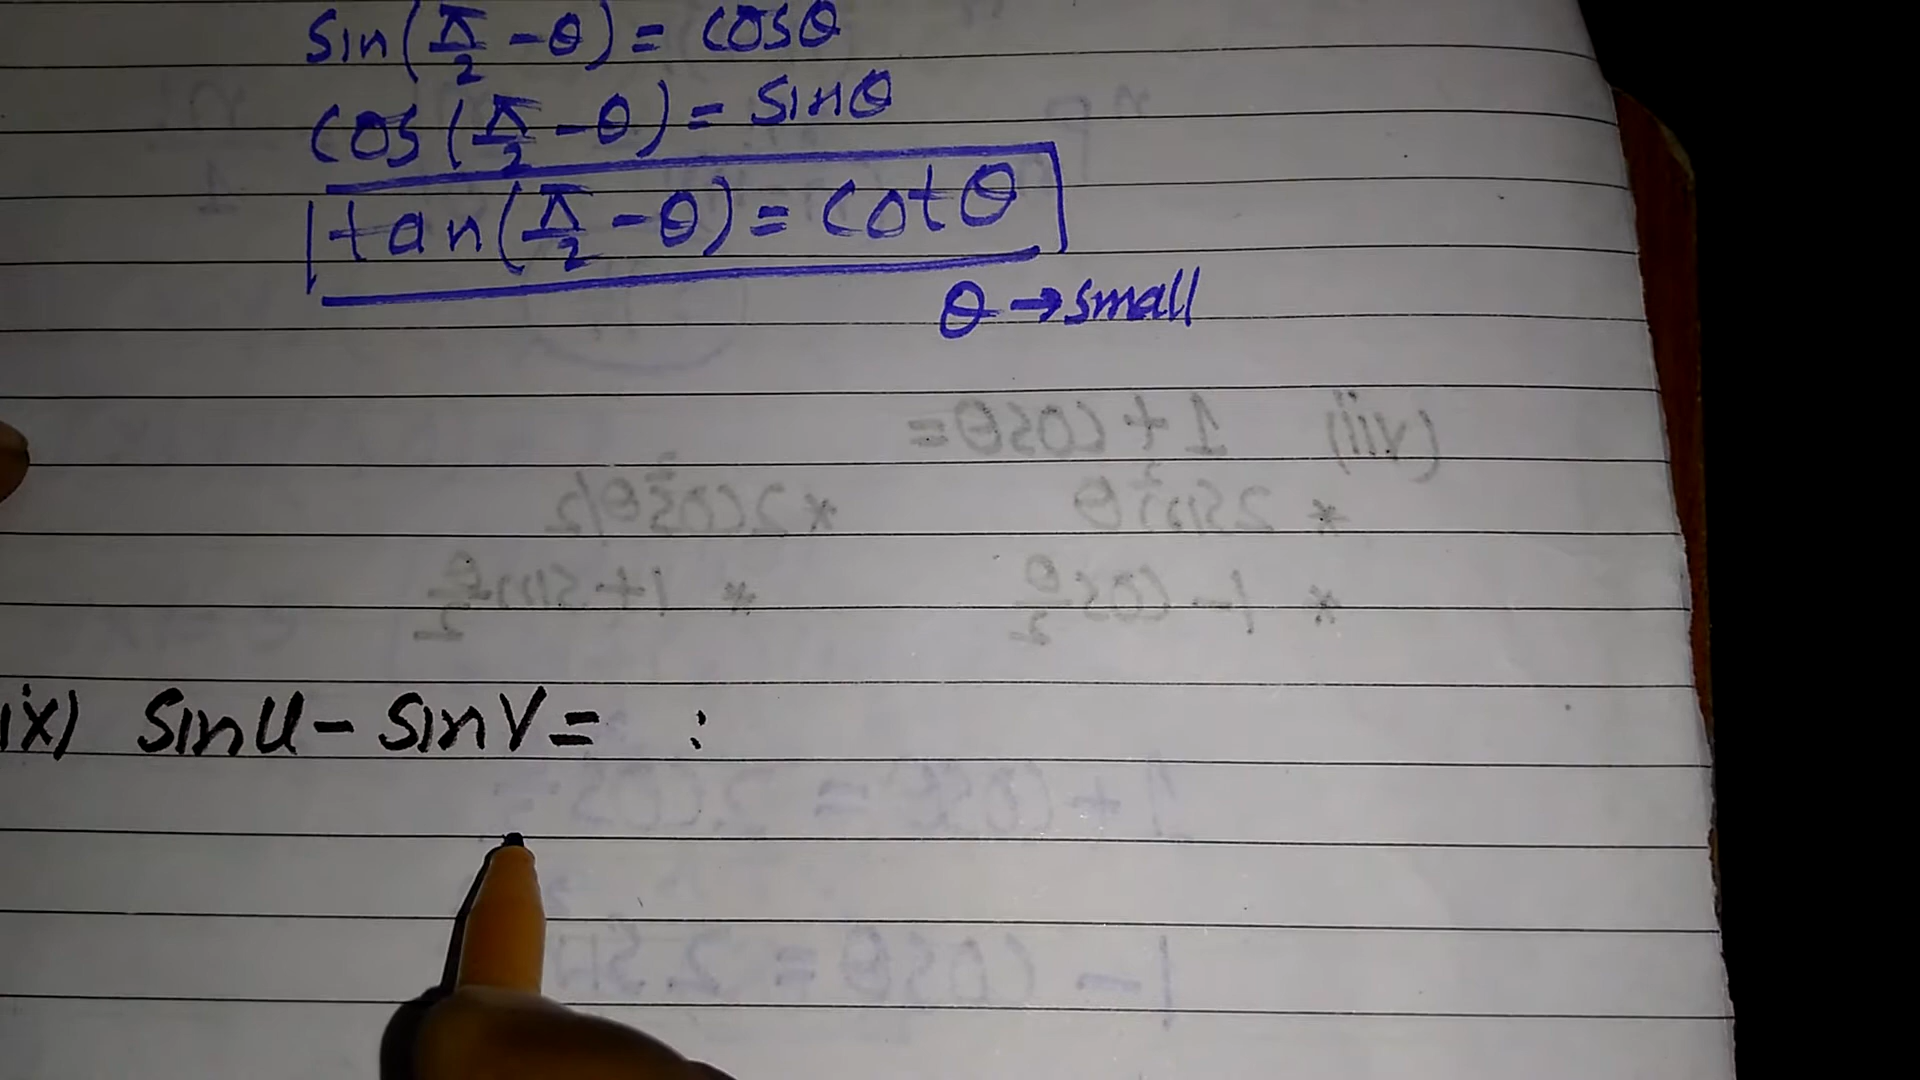 sin(π/2 - θ) = cosθ
cos(π/2 - θ) = sinθ
tan(π/2 - θ) = cotθ
θ → small
ix) sinU - sinV = :